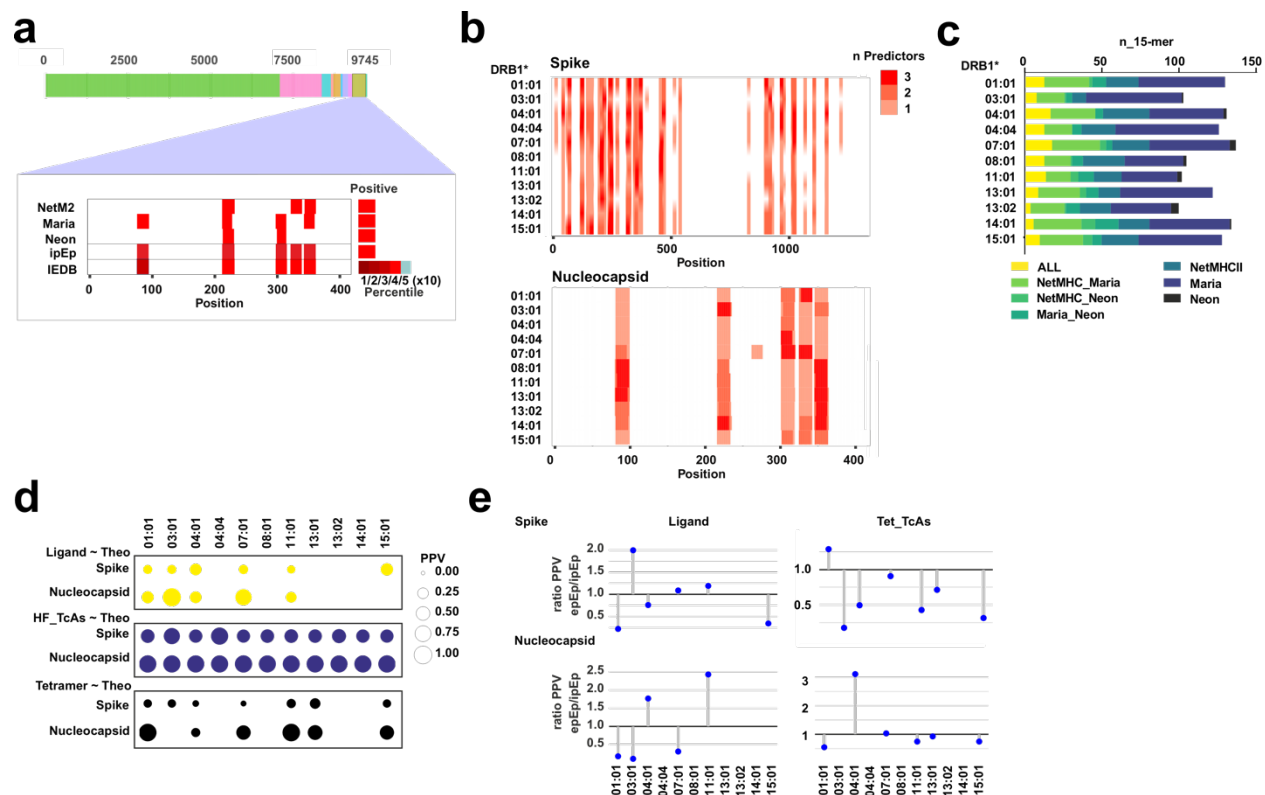 a
0 2500 5000 7500 9745
Positive
NetM2
Maria
Neon
ipEp
IEDB
1/2/3/4/5 (x10)
Percentile
0 100 200 300 400
Position
b
n Predictors
3
2
1
DRB1*
Spike
01:01
03:01
04:01
04:04
07:01
08:01
11:01
13:01
13:02
14:01
15:01
0 500 1000
Position
Nucleocapsid
01:01
03:01
04:01
04:04
07:01
08:01
11:01
13:01
13:02
14:01
15:01
0 100 200 300 400
Position
c
n_15-mer
DRB1*
0 50 100 150
01:01
03:01
04:01
04:04
07:01
08:01
11:01
13:01
13:02
14:01
15:01
ALL
NetMHC_Maria
NetMHC_Neon
Maria_Neon
NetMHCII
Maria
Neon
d
01:01 03:01 04:01 04:04 07:01 08:01 11:01 13:01 13:02 14:01 15:01
Ligand ~ Theo
Spike
Nucleocapsid
HF_TcAs ~ Theo
Spike
Nucleocapsid
Tetramer ~ Theo
Spike
Nucleocapsid
PPV
0.00
0.25
0.50
0.75
1.00
e
Spike
Ligand
Tet_TcAs
ratio PPV
epEp/ipEp
2.0
1.5
1.0
0.5
1.0
0.5
Nucleocapsid
ratio PPV
epEp/ipEp
2.5
2.0
1.5
1.0
0.5
3
2
1
01:01 03:01 04:01 04:04 07:01 08:01 11:01 13:01 13:02 14:01 15:01
01:01 03:01 04:01 04:04 07:01 08:01 11:01 13:01 13:02 14:01 15:01